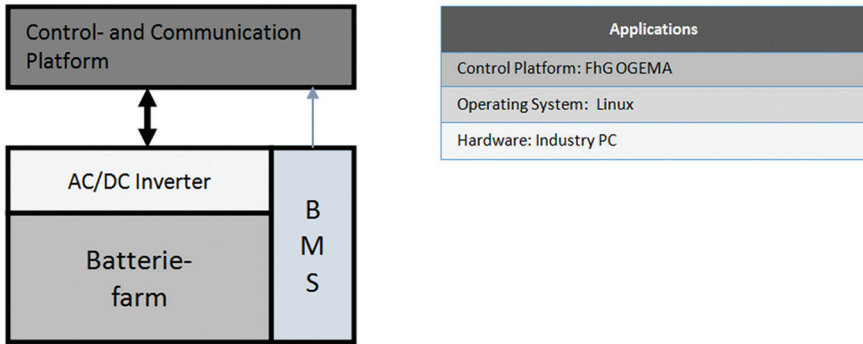 Control- and Communication
Platform
AC/DC Inverter
Batterie-
farm
B
M
S
Applications
Control Platform: FhG OGEMA
Operating System: Linux
Hardware: Industry PC